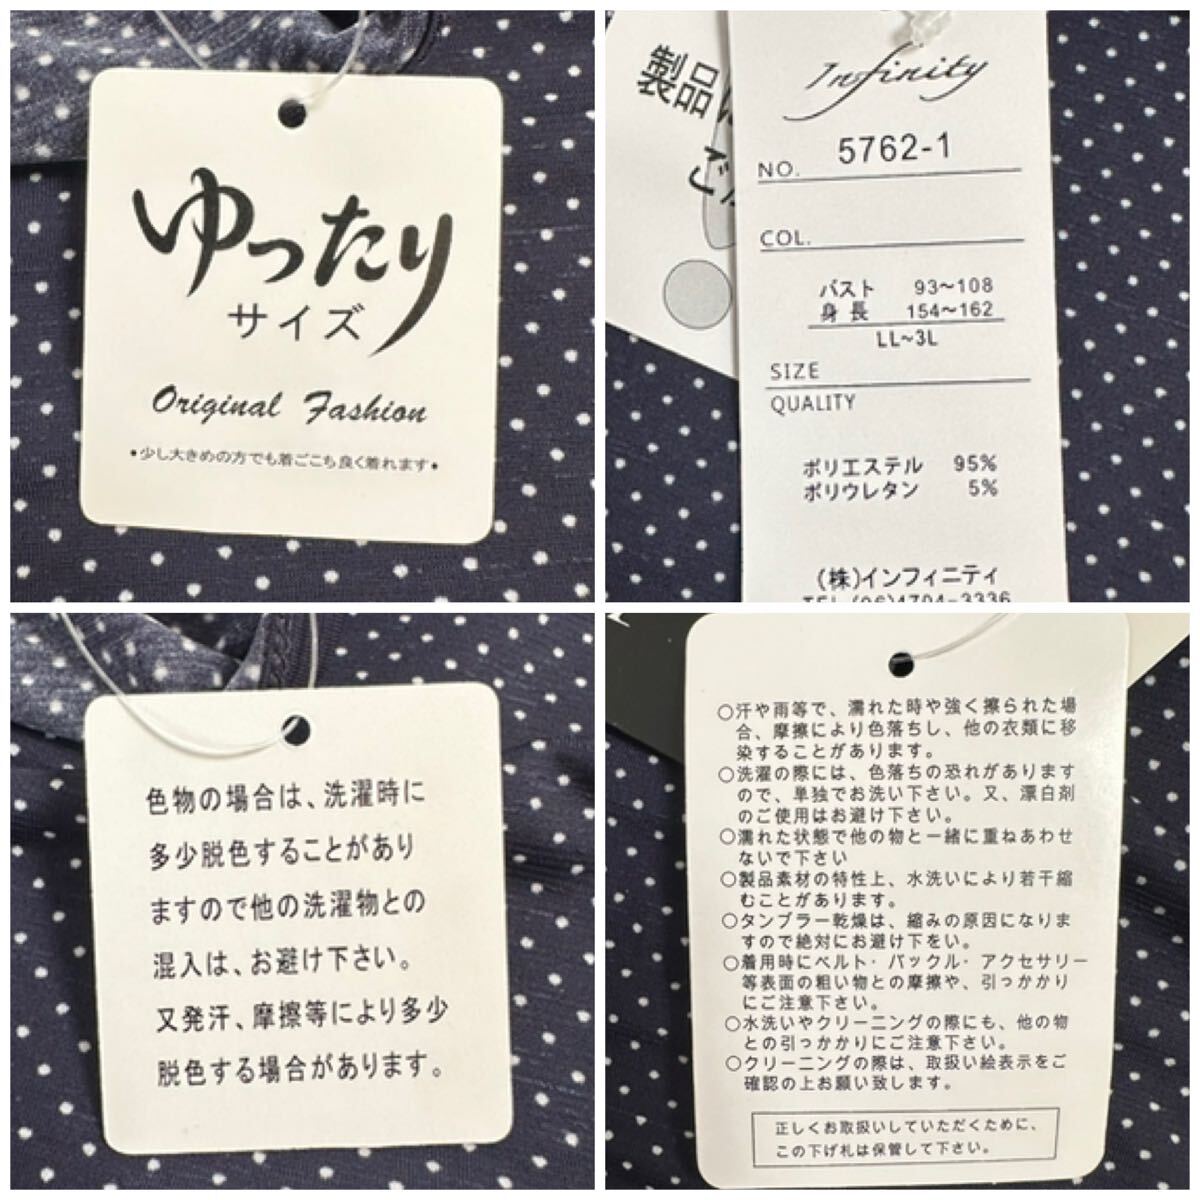 ゆったり
サイズ
Original Fashion
•少し大きめの方でも着ごこち良く着れます•
製品
ご
Infinity
NO. 5762-1
COL.
バスト 93～108
身長 154～162
LL～3L
SIZE
QUALITY
ポリエステル 95%
ポリウレタン 5%
(株)インフィニティ
TEL (06)4704-3336
色物の場合は、洗濯時に
多少脱色することがあり
ますので他の洗濯物との
混入は、お避け下さい。
又発汗、摩擦等により多少
脱色する場合があります。
○汗や雨等で、濡れた時や強く擦られた場
合、摩擦により色落ちし、他の衣類に移
染することがあります。
○洗濯の際には、色落ちの恐れがあります
ので、単独でお洗い下さい。又、漂白剤
のご使用はお避け下さい。
○濡れた状態で他の物と一緒に重ねあわせ
ないで下さい
○製品素材の特性上、水洗いにより若干縮
むことがあります。
○タンブラー乾燥は、縮みの原因になりま
すので絶対にお避け下をい。
○着用時にベルト・バックル・アクセサリー
等表面の粗い物との摩擦や、引っかかり
にご注意下さい。
○水洗いやクリーニングの際にも、他の物
との引っかかりにご注意下さい。
○クリーニングの際は、取扱い絵表示をご
確認の上お願い致します。
正しくお取扱いしていただくために、
この下げ札は保管して下さい。